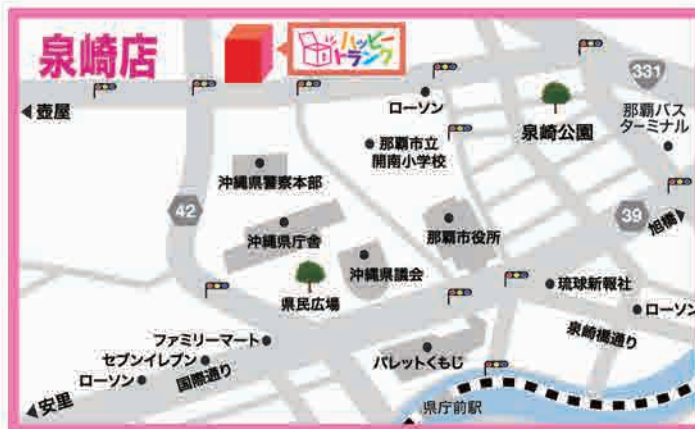 泉崎店
ハッピー
トランク
331
壺屋
ローソン
那覇バス
ターミナル
泉崎公園
那覇市立
開南小学校
沖縄県警察本部
42
39
旭橋
沖縄県庁舎
那覇市役所
沖縄県議会
県民広場
琉球新報社
ローソン
泉崎橋通り
ファミリーマート
セブンイレブン
ローソン
国際通り
パレットくもじ
安里
県庁前駅